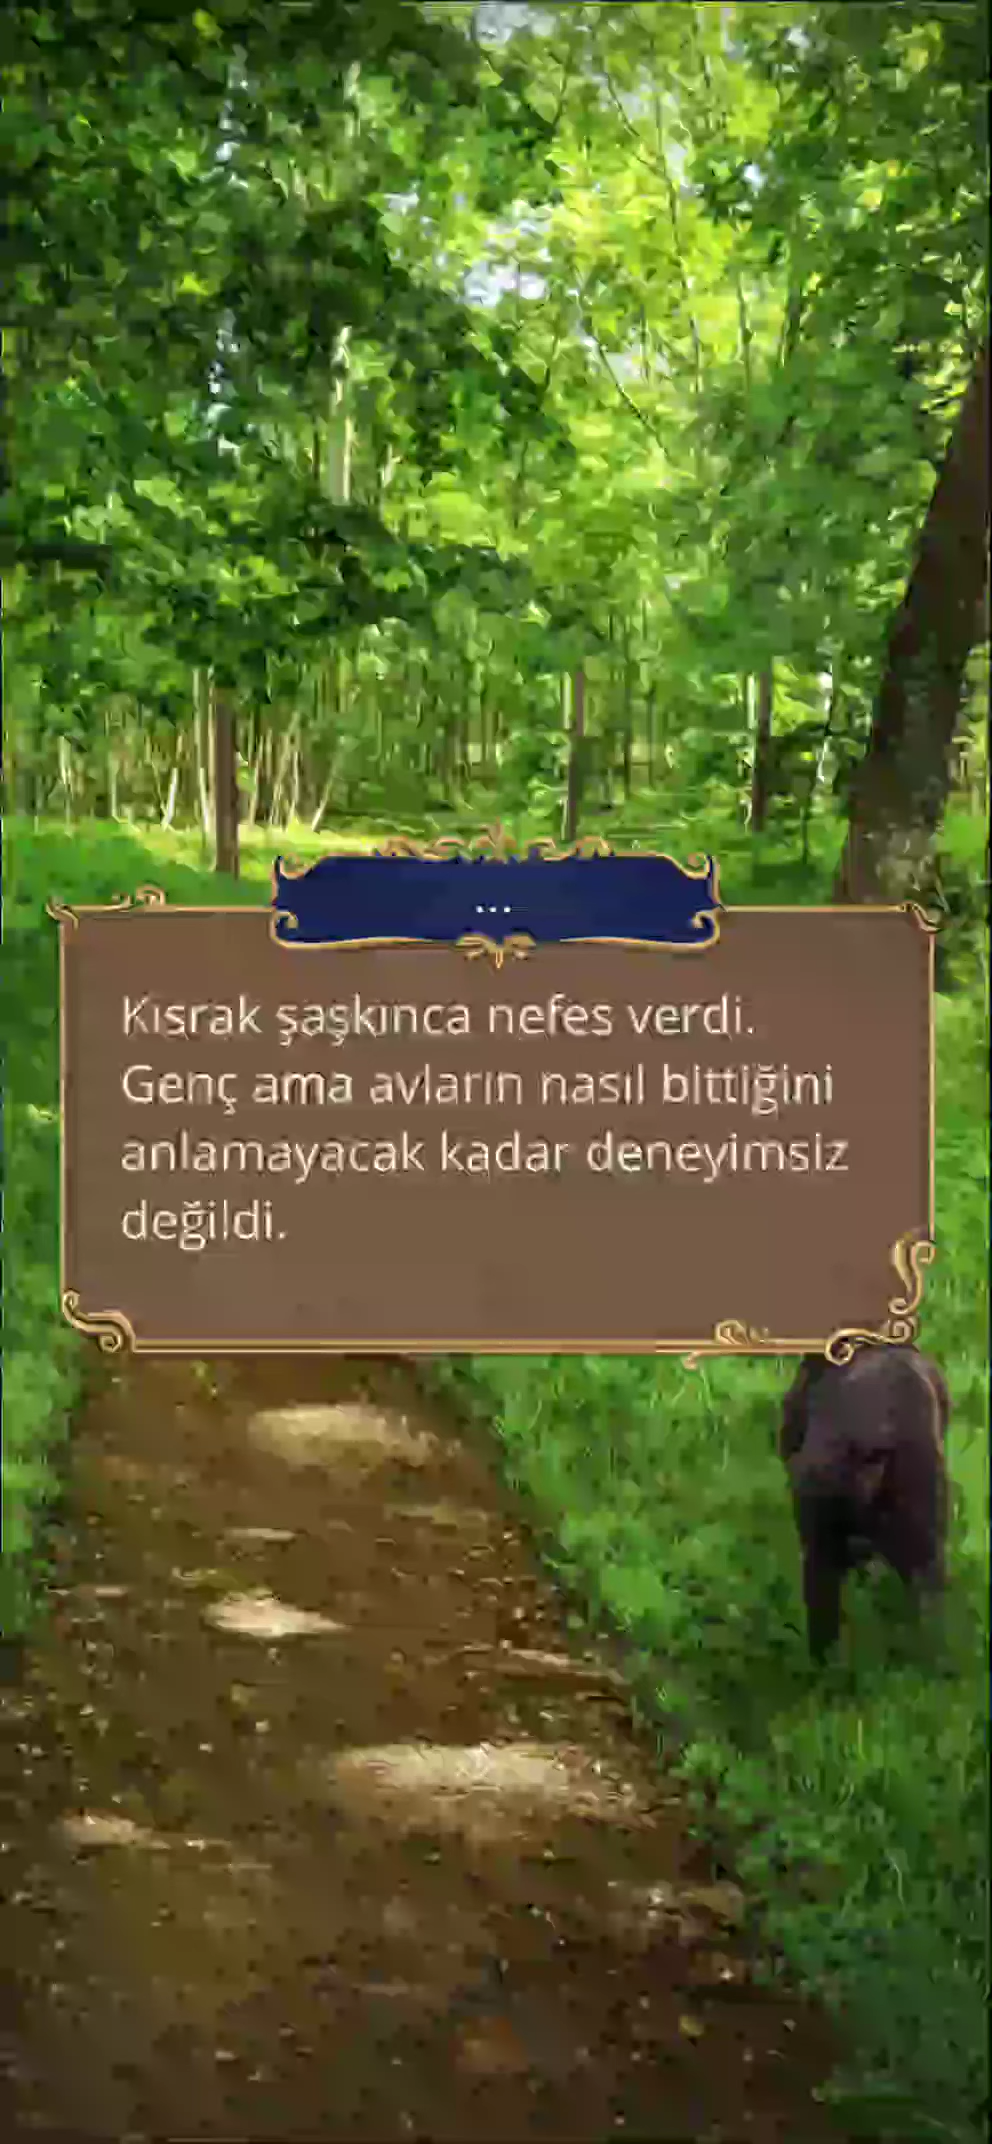 ...
Kısrak şaşkınca nefes verdi.
Genç ama avların nasıl bittiğini
anlamayacak kadar deneyimsiz
değildi.